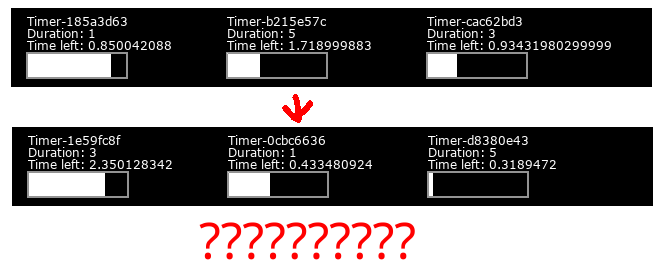 Timer-185a3d63
Duration: 1
Time left: 0.850042088
Timer-b215e57c
Duration: 5
Time left: 1.718999883
Timer-cac62bd3
Duration: 3
Time left: 0.93431980299999
Timer-1e59fc8f
Duration: 3
Time left: 2.350128342
Timer-0cbc6636
Duration: 1
Time left: 0.433480924
Timer-d8380e43
Duration: 5
Time left: 0.3189472
??????????